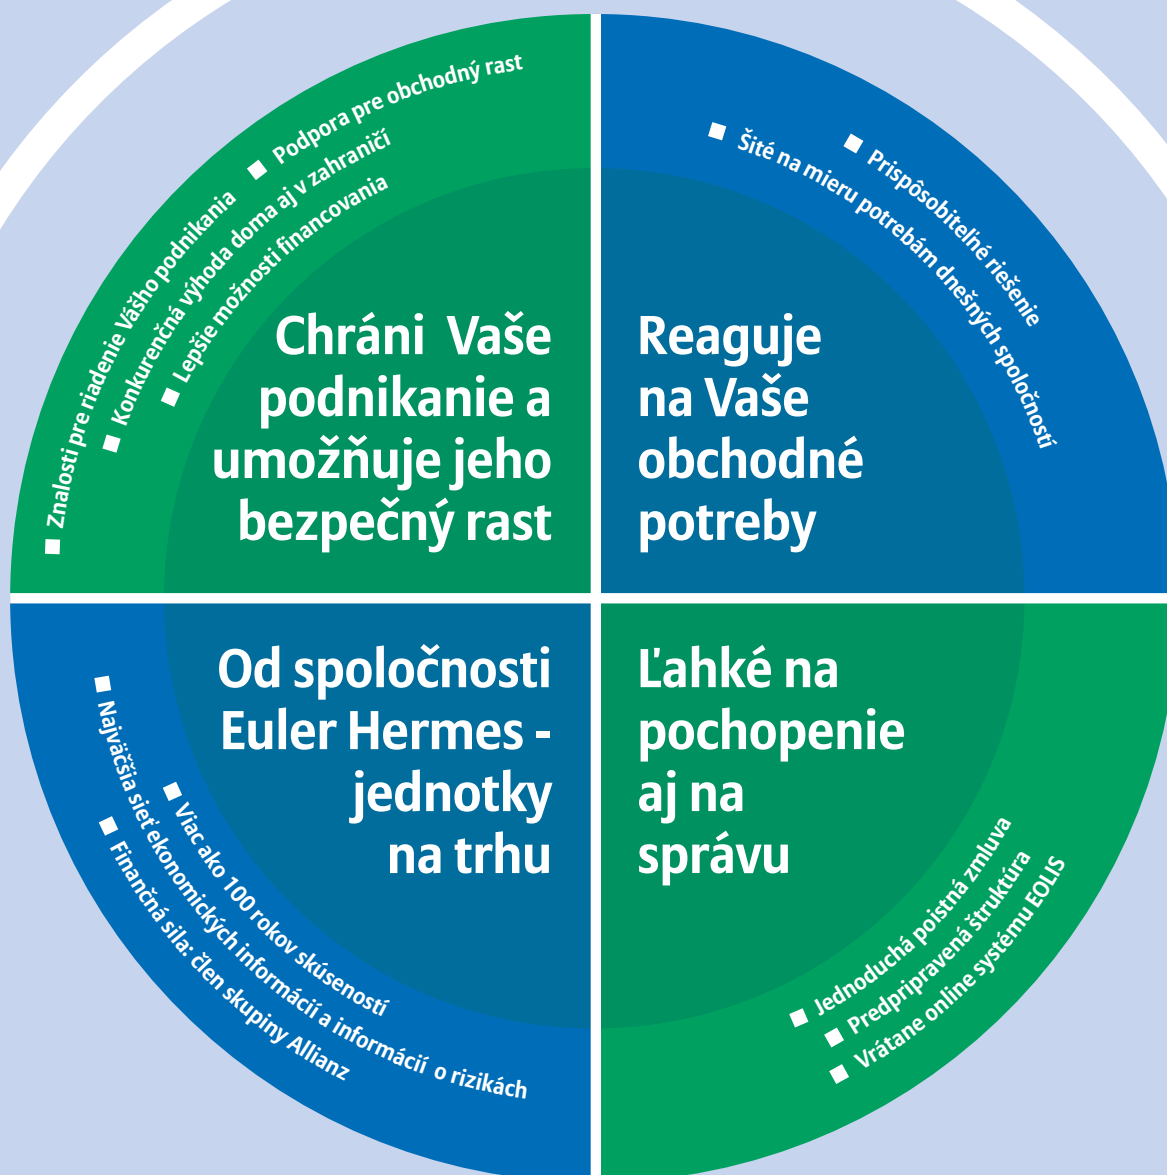 Znalosti pre riadenie Vášho podnikania
Podpora pre obchodný rast
Konkurenčná výhoda doma aj v zahraničí
Lepšie možnosti financovania
Chráni Vaše
podnikanie a
umožňuje jeho
bezpečný rast
Prispôsobiteľné riešenie
Šité na mieru potrebám dnešných spoločností
Reaguje
na Vaše
obchodné
potreby
Od spoločnosti
Euler Hermes -
jednotky
na trhu
Viac ako 100 rokov skúseností
Najväčšia sieť ekonomických informácií a informácií o rizikách
Finančná sila: člen skupiny Allianz
Ľahké na
pochopenie
aj na
správu
Jednoduchá poistná zmluva
Predpripravená štruktúra
Vrátane online systému EOLIS